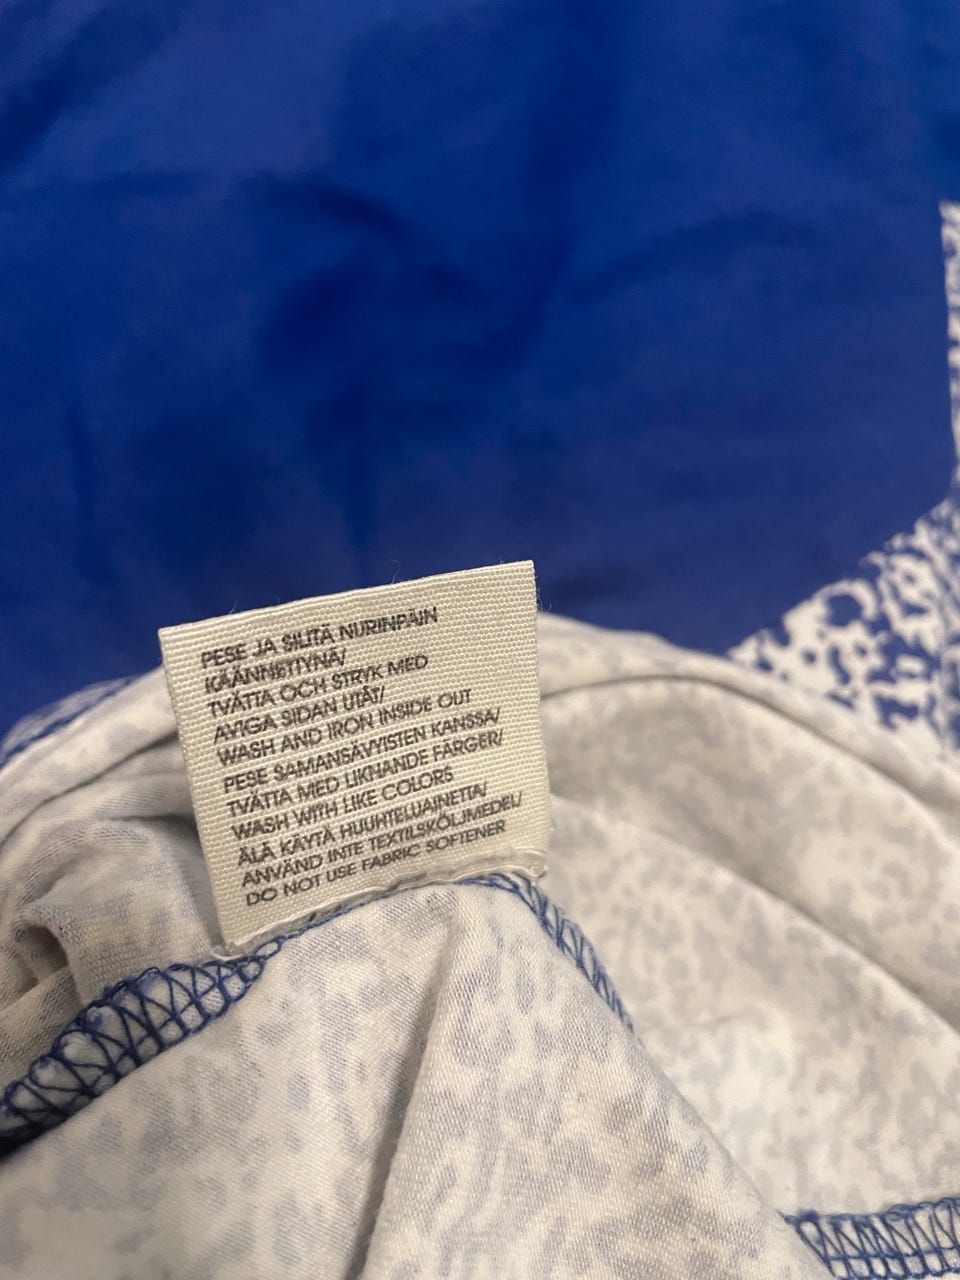 PESE JA SILITÄ NURINPÄIN
KÄÄNNETTYNÄ/
TVÄTTA OCH STRYK MED
AVIGA SIDAN UTÅT/
WASH AND IRON INSIDE OUT
PESE SAMANSÄVYISTEN KANSSA/
TVÄTTA MED LIKNANDE FÄRGER/
WASH WITH LIKE COLORS
ÄLÄ KÄYTÄ HUUHTELUAINETTA/
ANVÄND INTE TEXTILSKÖLJMEDEL/
DO NOT USE FABRIC SOFTENER